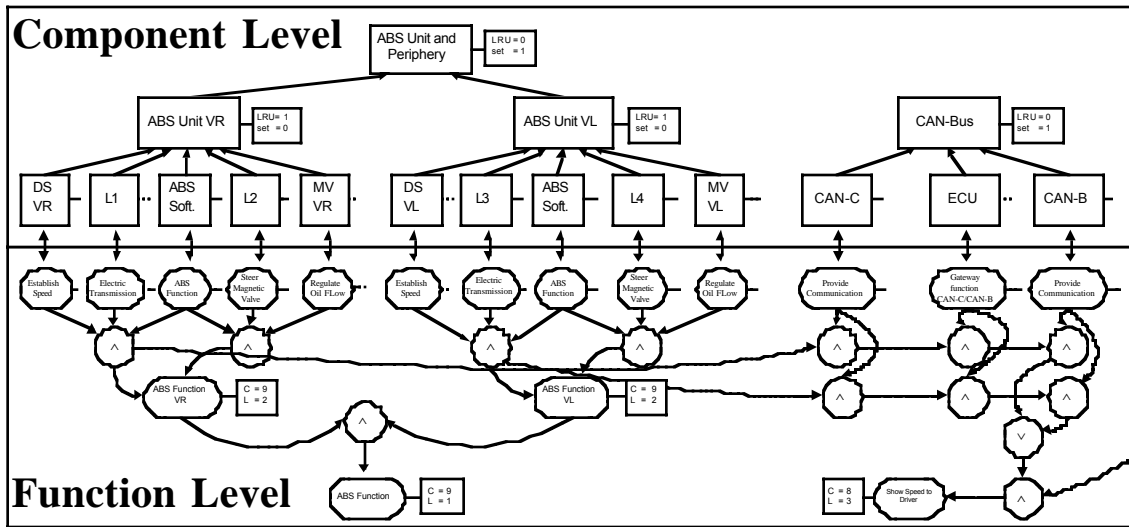 Component Level
ABS Unit and
Periphery
LRU = 0
set = 1
ABS Unit VR
LRU= 1
set = 0
ABS Unit VL
LRU = 1
set = 0
CAN-Bus
LRU = 0
set = 1
DS
VR
L1
ABS
Soft.
L2
MV
VR
DS
VL
L3
ABS
Soft.
L4
MV
VL
CAN-C
ECU
CAN-B
Establish
Speed
Electric
Transmission
ABS
Function
Steer
Magnetic
Valve
Regulate
Oil FLow
Establish
Speed
Electric
Transmission
ABS
Function
Steer
Magnetic
Valve
Regulate
Oil FLow
Provide
Communication
Gateway
function
CAN-C/CAN-B
Provide
Communication
^ ^ ^ ^ ^ ^ ^
ABS Function
VR
C = 9
L = 2
ABS Function
VL
C = 9
L = 2
^ ^ ^
^
v
ABS Function
C = 9
L = 1
C = 8
L = 3
Show Speed to
Driver
^
Function Level